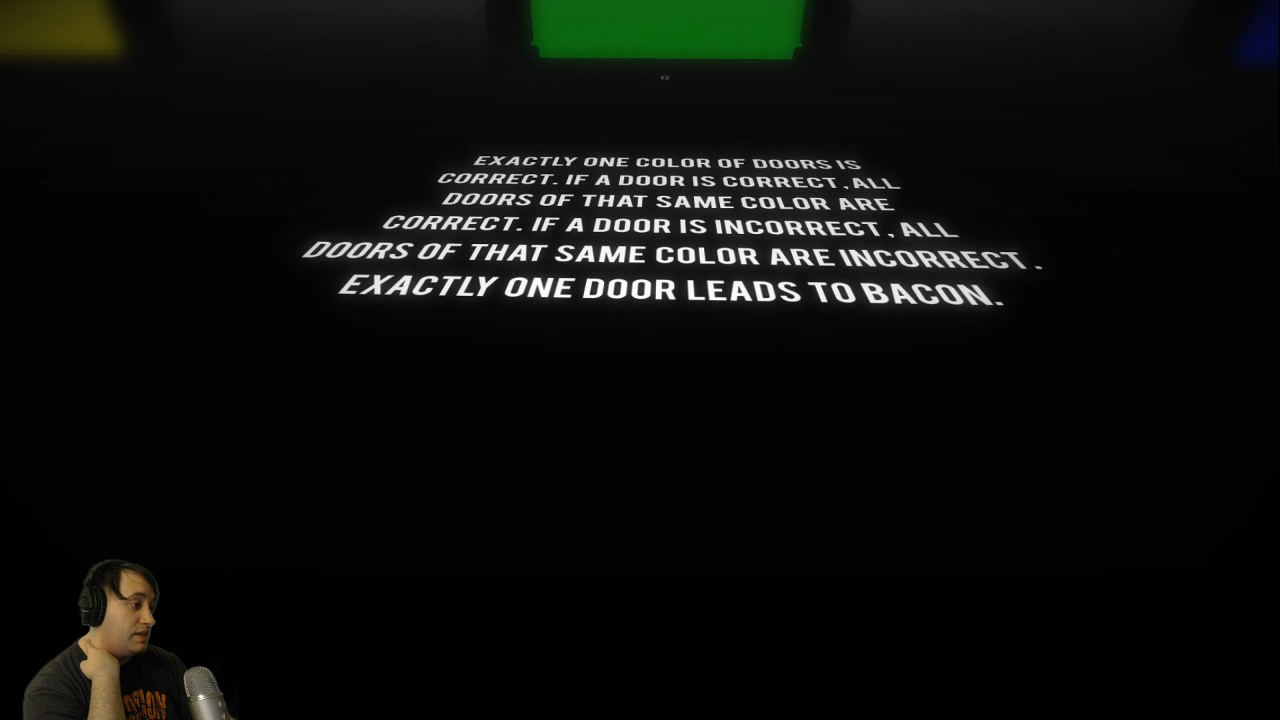 EXACTLY ONE COLOR OF DOORS IS
CORRECT. IF A DOOR IS CORRECT, ALL
DOORS OF THAT SAME COLOR ARE
CORRECT. IF A DOOR IS INCORRECT, ALL
DOORS OF THAT SAME COLOR ARE INCORRECT.
EXACTLY ONE DOOR LEADS TO BACON.